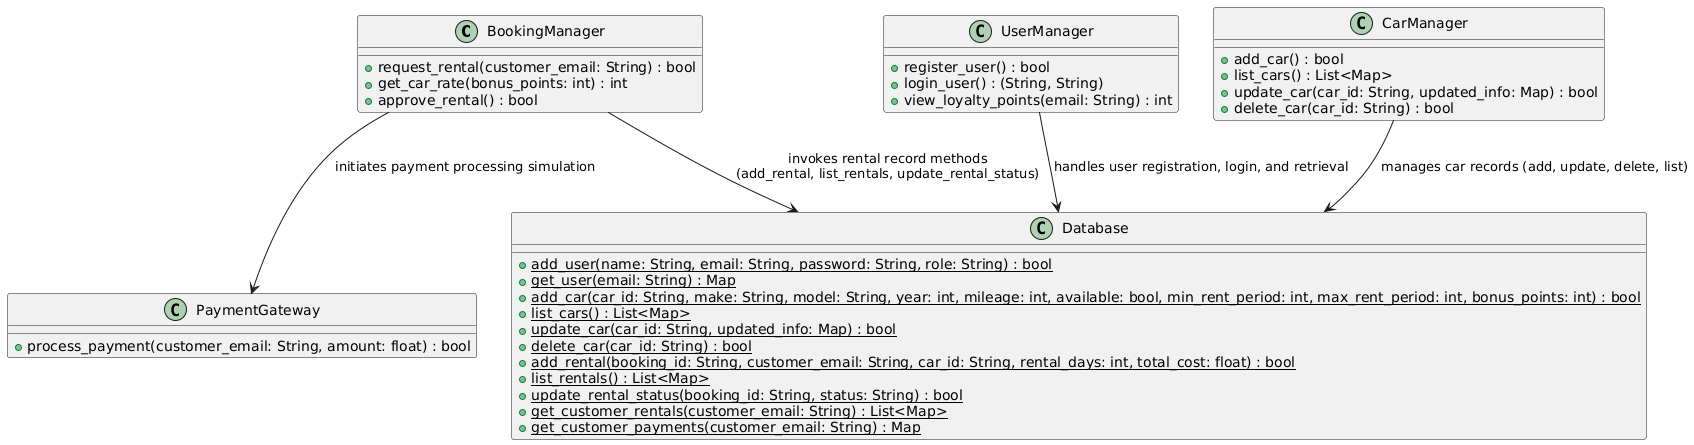 C BookingManager
request_rental(customer_email: String) : bool
get_car_rate(bonus_points: int) : int
approve_rental() : bool
C UserManager
register_user() : bool
login_user() : (String, String)
view_loyalty_points(email: String) : int
C CarManager
add_car() : bool
list_cars() : List<Map>
update_car(car_id: String, updated_info: Map) : bool
delete_car(car_id: String) : bool
initiates payment processing simulation
invokes rental record methods
(add_rental, list_rentals, update_rental_status)
handles user registration, login, and retrieval
manages car records (add, update, delete, list)
C PaymentGateway
process_payment(customer_email: String, amount: float) : bool
C Database
add_user(name: String, email: String, password: String, role: String) : bool
get_user(email: String) : Map
add_car(car_id: String, make: String, model: String, year: int, mileage: int, available: bool, min_rent_period: int, max_rent_period: int, bonus_points: int) : bool
list_cars() : List<Map>
update_car(car_id: String, updated_info: Map) : bool
delete_car(car_id: String) : bool
add_rental(booking_id: String, customer_email: String, car_id: String, rental_days: int, total_cost: float) : bool
list_rentals() : List<Map>
update_rental_status(booking_id: String, status: String) : bool
get_customer_rentals(customer_email: String) : List<Map>
get_customer_payments(customer_email: String) : Map